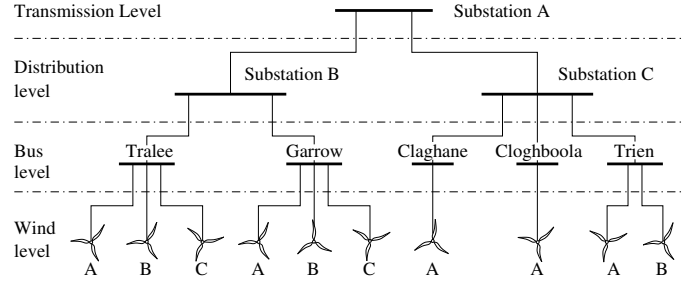 Transmission Level
Substation A
Distribution
level
Substation B
Substation C
Bus
level
Tralee
Garrow
Claghane
Cloghboola
Trien
Wind
level
A B C A B C A A A B